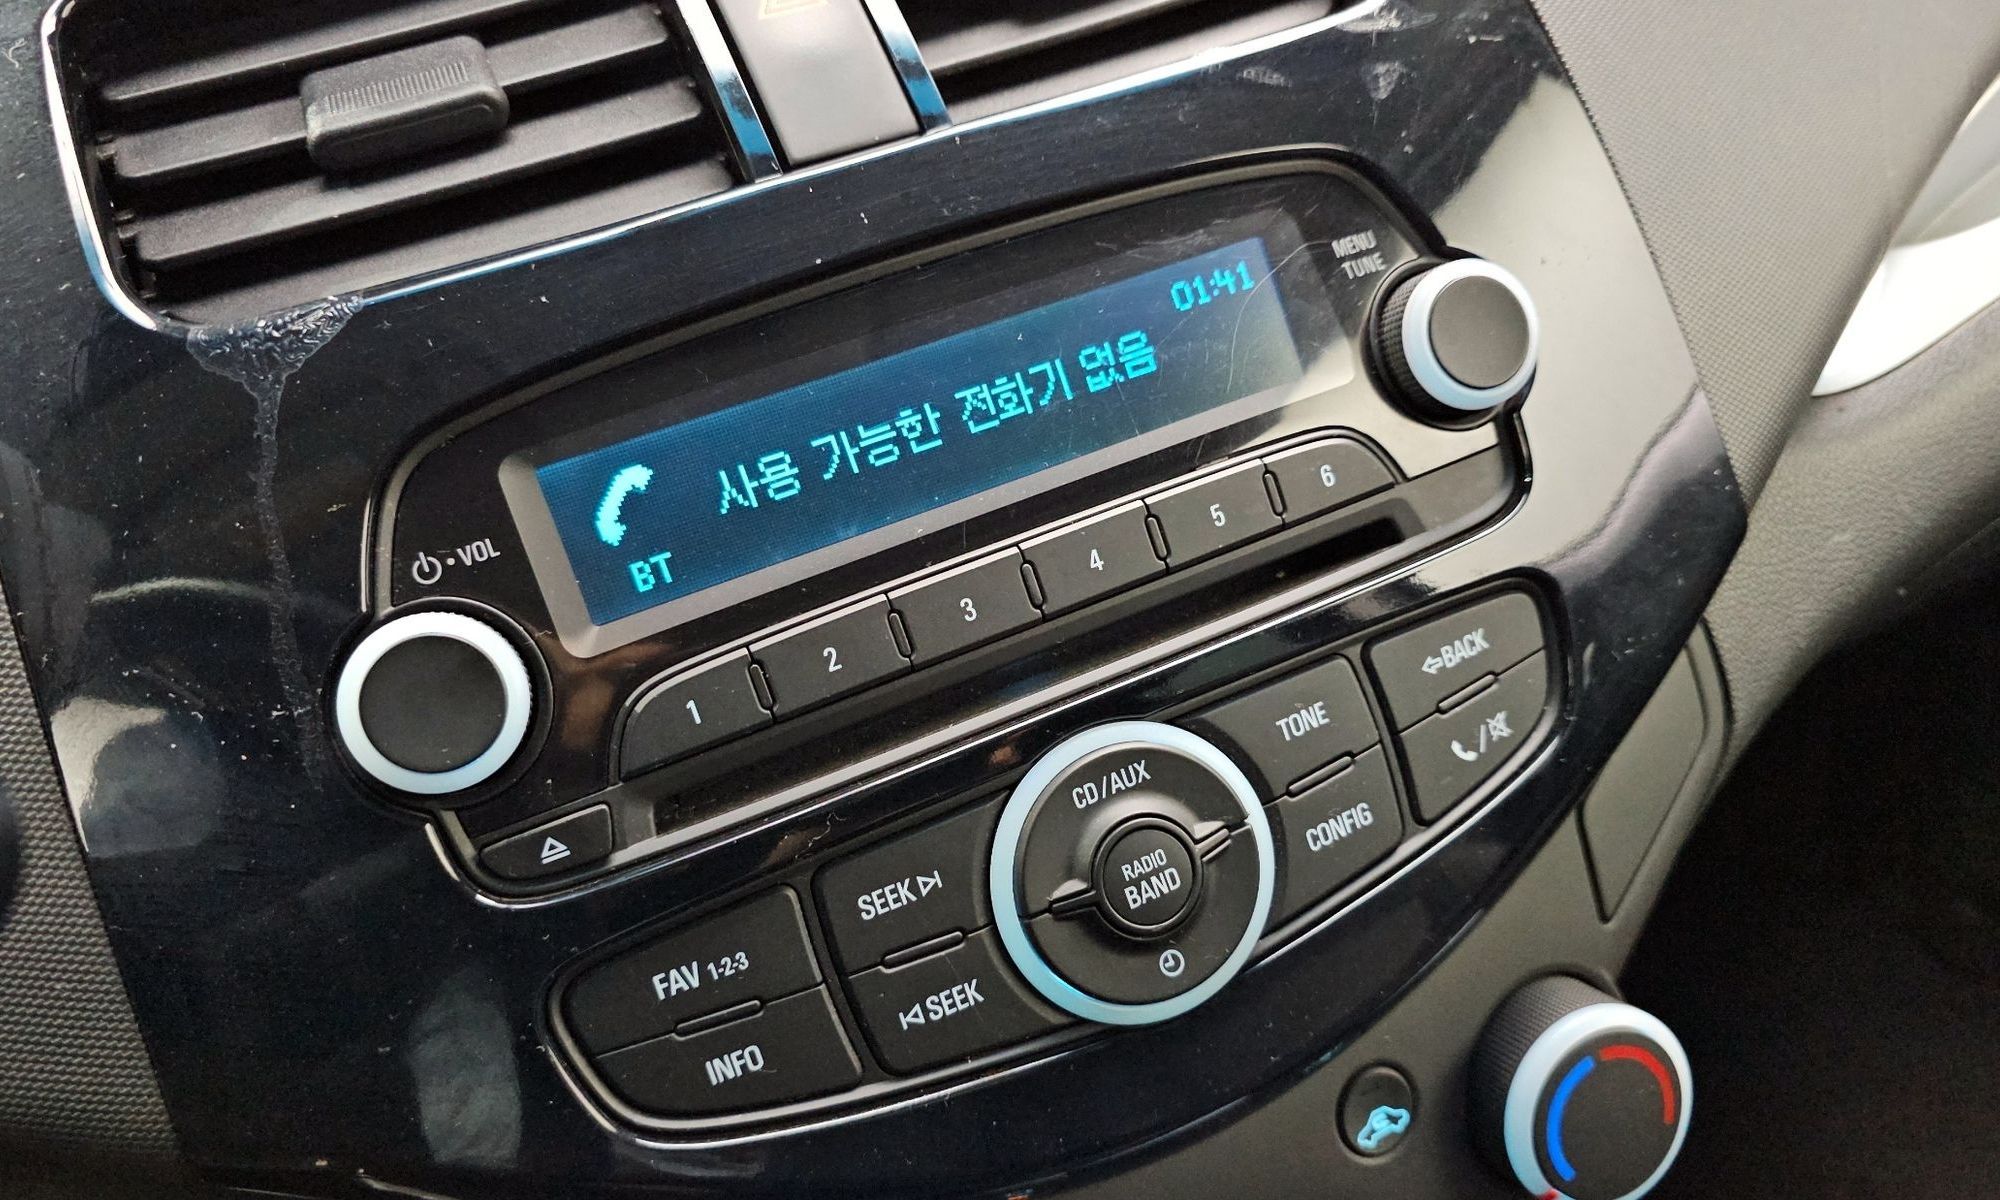 MENU
TUNE
01:41
사용 가능한 전화기 없음
BT
VOL
1 2 3 4 5 6
BACK
TONE
CD/AUX
CONFIG
RADIO
BAND
SEEK
FAV 1-2-3
SEEK
INFO